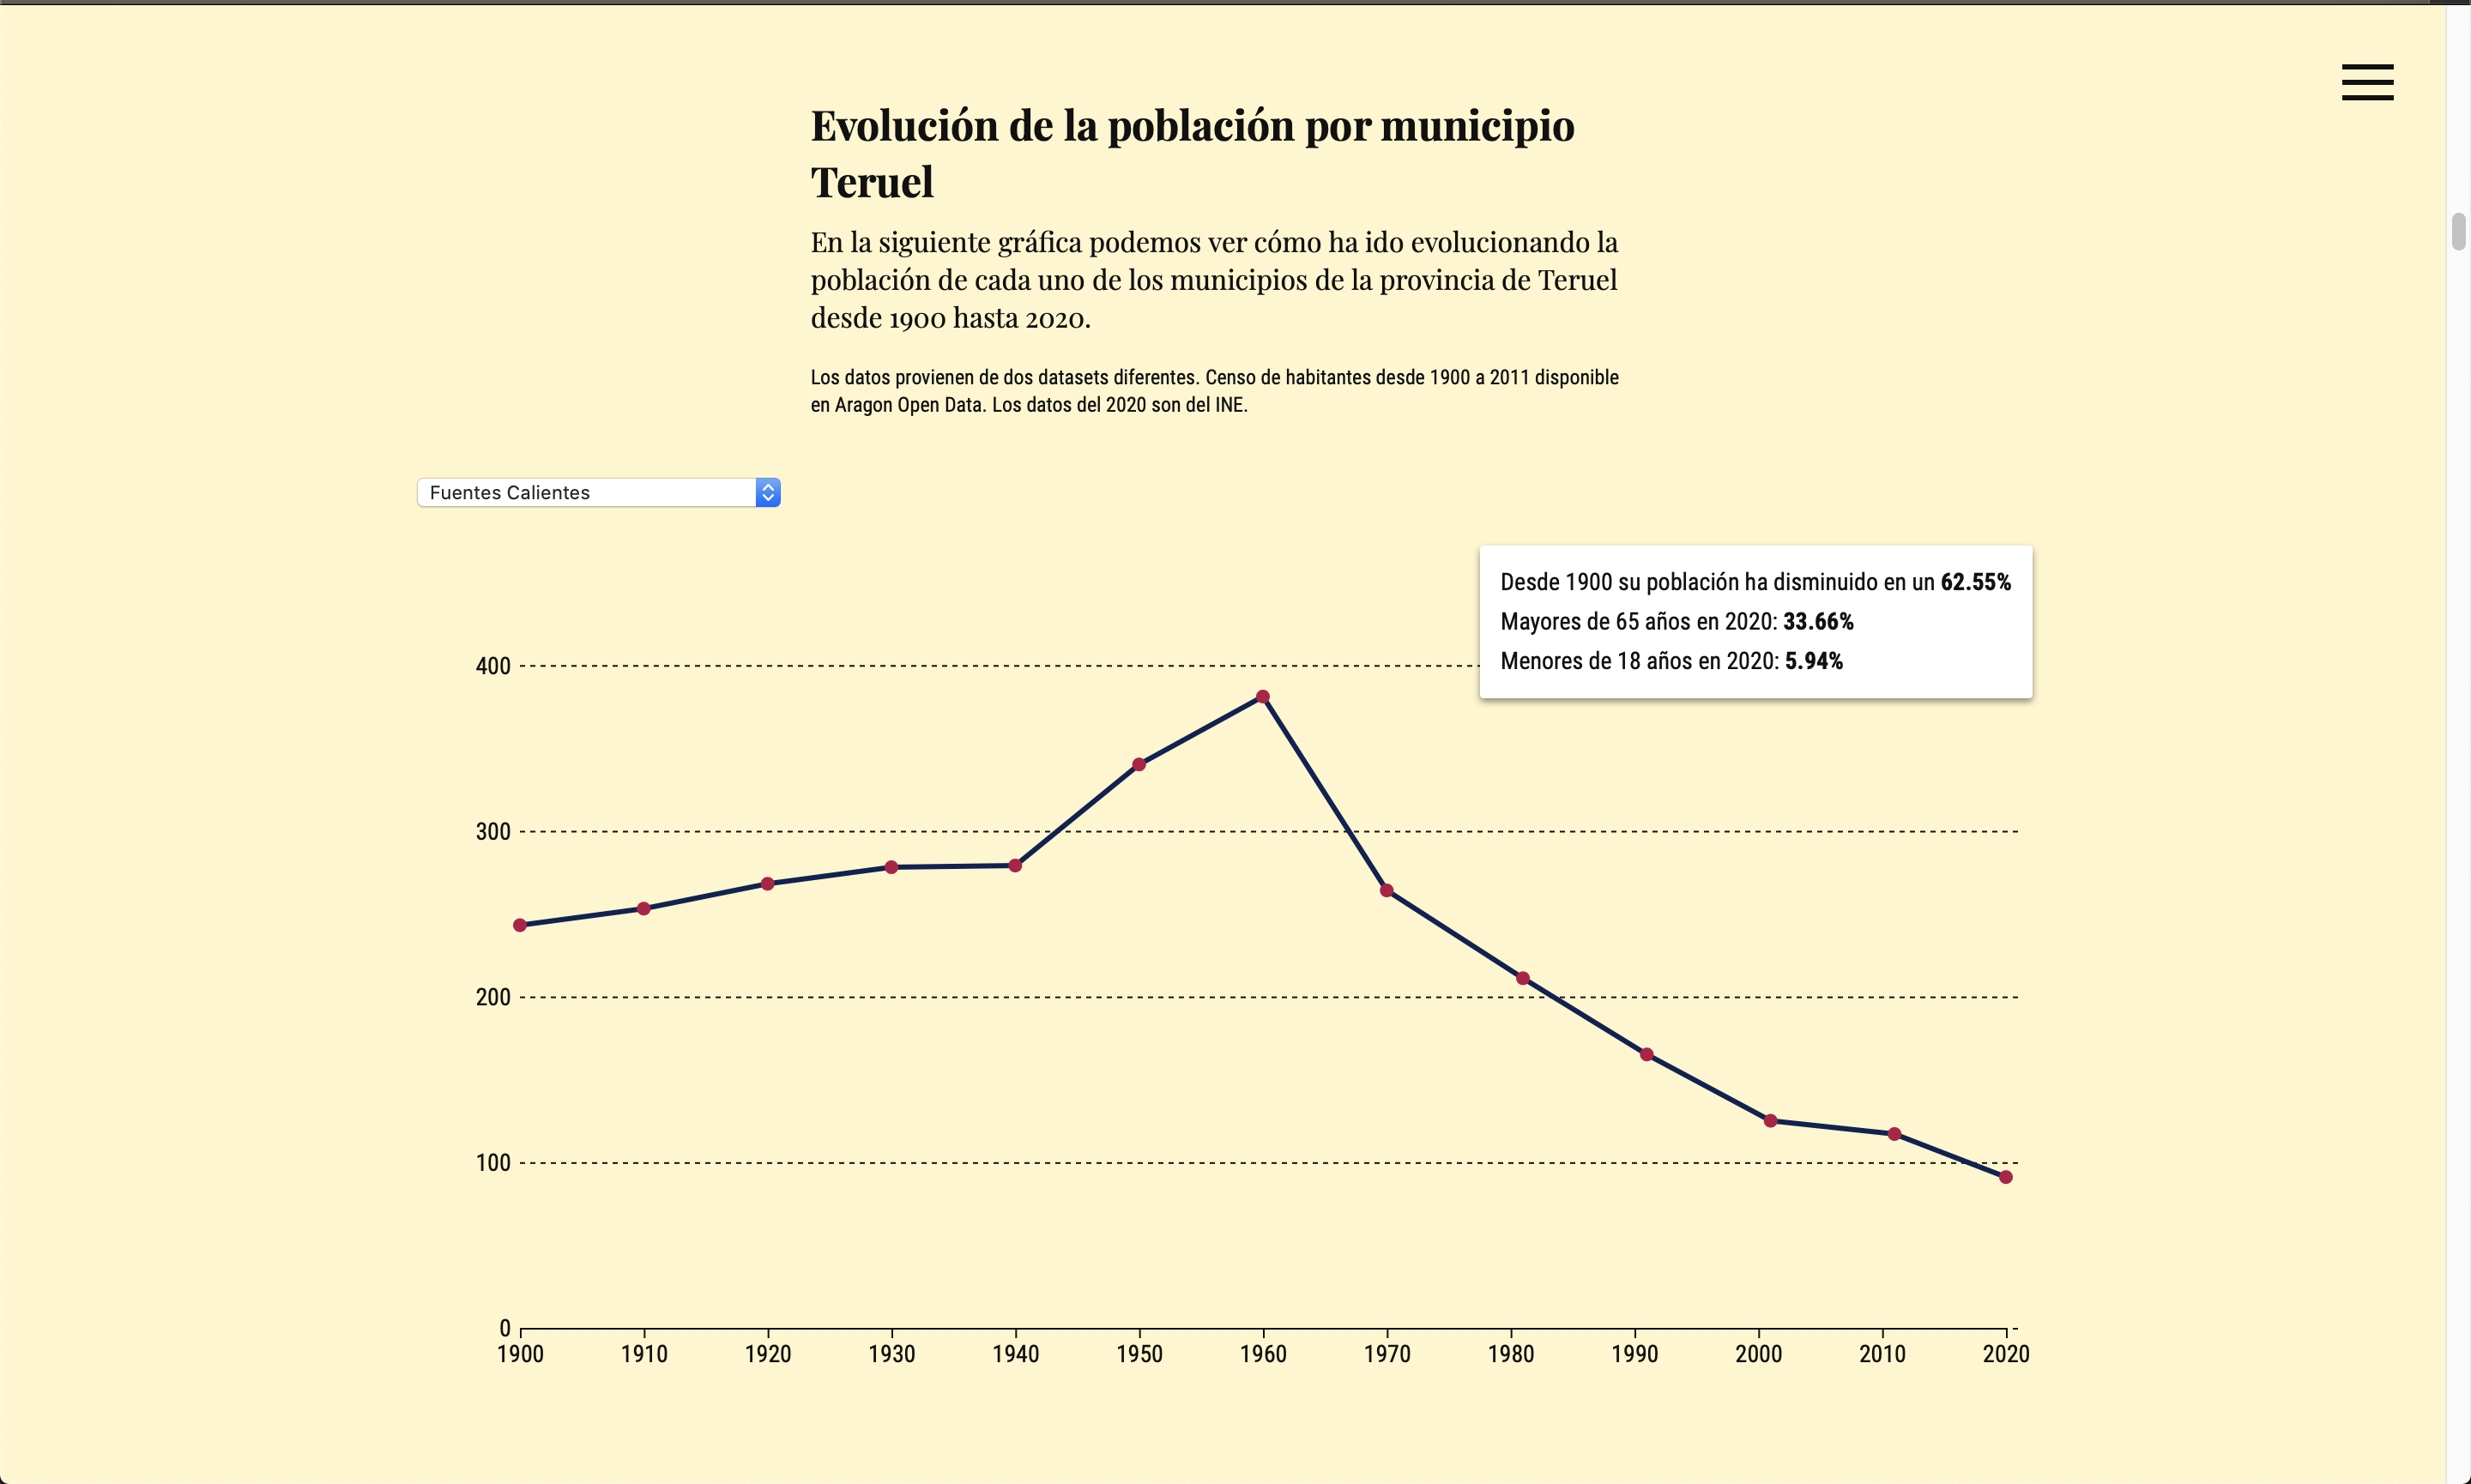 Evolución de la población por municipio
Teruel
En la siguiente gráfica podemos ver cómo ha ido evolucionando la
población de cada uno de los municipios de la provincia de Teruel
desde 1900 hasta 2020.
Los datos provienen de dos datasets diferentes. Censo de habitantes desde 1900 a 2011 disponible
en Aragon Open Data. Los datos del 2020 son del INE.
Fuentes Calientes
Desde 1900 su población ha disminuido en un 62.55%
Mayores de 65 años en 2020: 33.66%
Menores de 18 años en 2020: 5.94%
400
300
200
100
0
1900 1910 1920 1930 1940 1950 1960 1970 1980 1990 2000 2010 2020